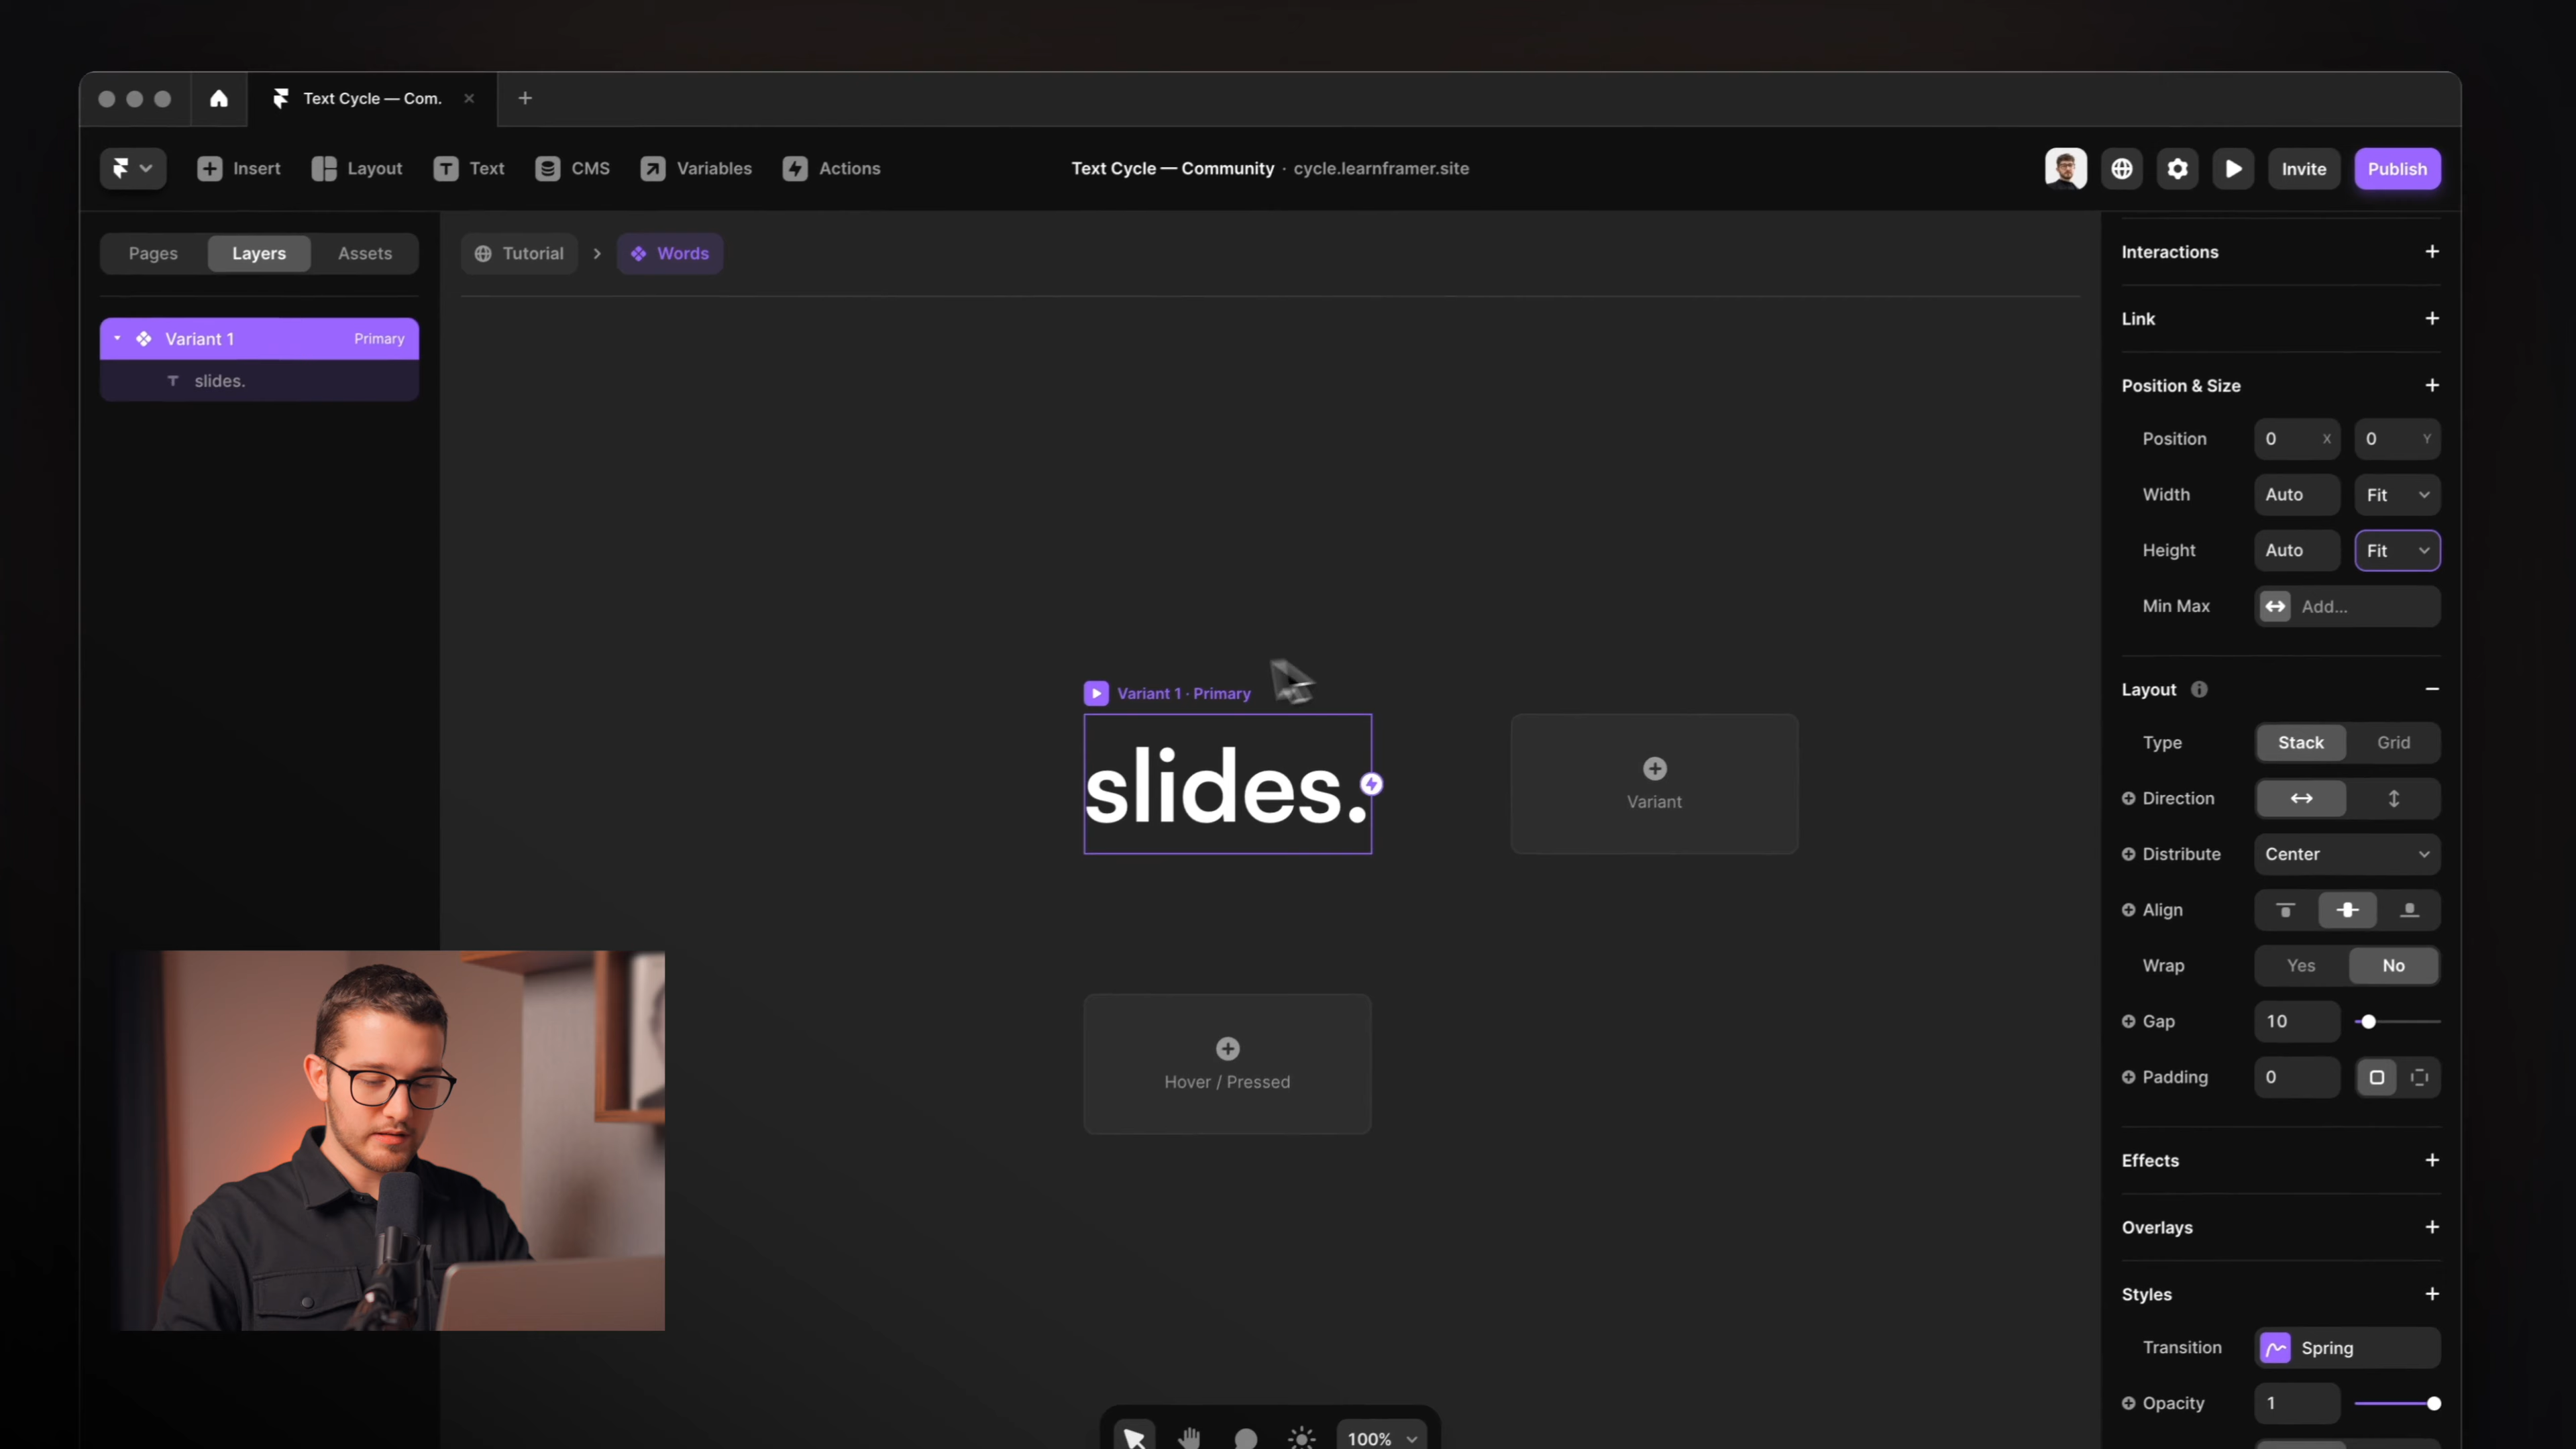 Text Cycle — Com.
Insert
Layout
Text
CMS
Variables
Actions
Text Cycle — Community · cycle.learnframer.site
Invite
Publish
Pages
Layers
Assets
Variant 1
Primary
slides.
Tutorial
Words
Variant 1 · Primary
slides.
Variant
Hover / Pressed
100%
Interactions
Link
Position & Size
Position 0 X 0 Y
Width Auto Fit
Height Auto Fit
Min Max Add...
Layout
Type Stack Grid
Direction
Distribute Center
Align
Wrap Yes No
Gap 10
Padding 0
Effects
Overlays
Styles
Transition Spring
Opacity 1